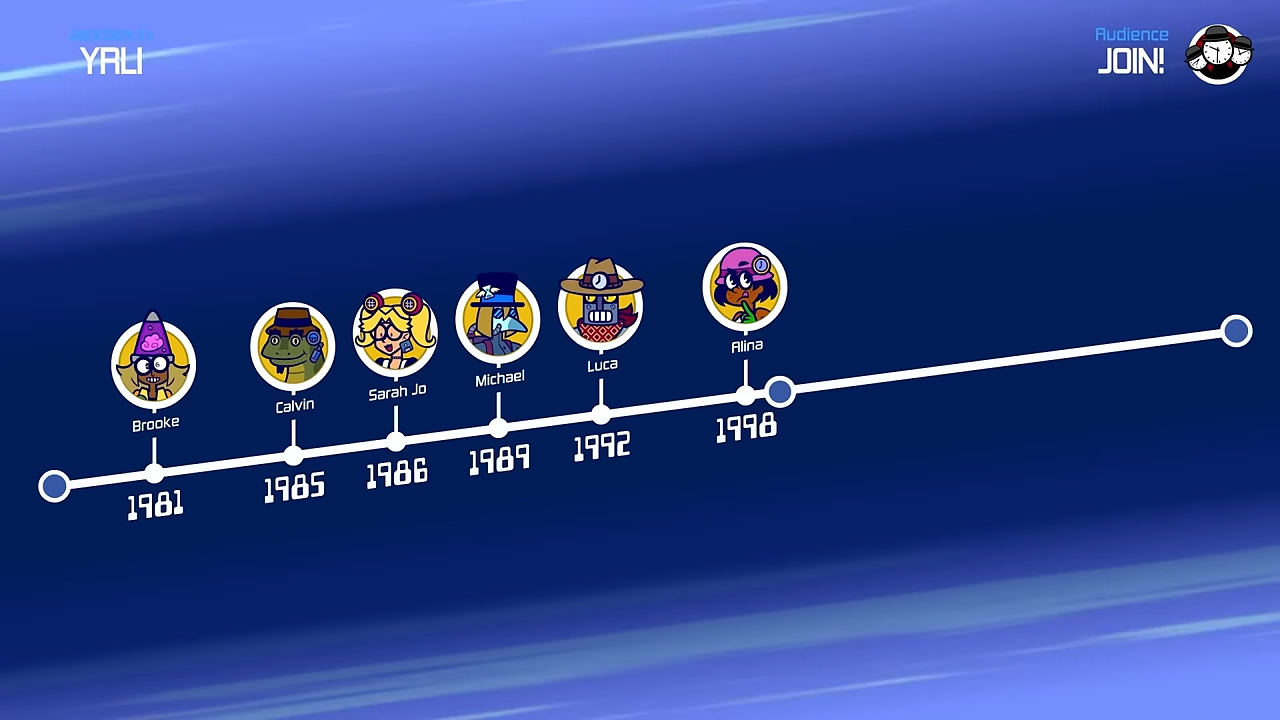 YRLI
Audience
JOIN!
Brooke
Calvin
Sarah Jo
Michael
Luca
Alina
1981
1985
1986
1989
1992
1998